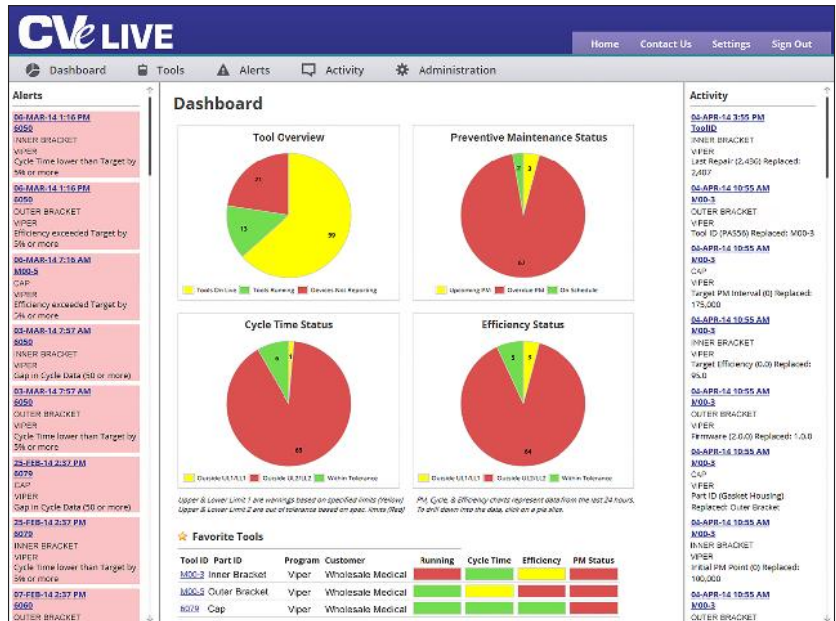 CVe LIVE
Home Contact Us Settings Sign Out
Dashboard Tools Alerts Activity Administration
Alerts
06-MAR-14 1:16 PM
6050
INNER BRACKET
VIPER
Cycle Time lower than Target by
5% or more
06-MAR-14 1:16 PM
6050
OUTER BRACKET
VIPER
Efficiency exceeded Target by
5% or more
06-MAR-14 7:16 AM
M00-5
CAP
VIPER
Efficiency exceeded Target by
5% or more
03-MAR-14 7:57 AM
6050
INNER BRACKET
VIPER
Gap in Cycle Data (50 or more)
03-MAR-14 7:57 AM
6050
OUTER BRACKET
VIPER
Cycle Time lower than Target by
5% or more
25-FEB-14 2:37 PM
6079
CAP
VIPER
Gap in Cycle Data (50 or more)
25-FEB-14 2:37 PM
6079
INNER BRACKET
VIPER
Cycle Time lower than Target by
5% or more
07-FEB-14 2:37 PM
6060
OUTER BRACKET
Dashboard
Tool Overview
21
13
59
Tools On Live Tools Running Devices Not Reporting
Preventive Maintenance Status
3
67
Upcoming PM Overdue PM On Schedule
Cycle Time Status
6 1
65
Outside UL1/LL1 Outside UL2/LL2 Within Tolerance
Efficiency Status
5 3
64
Outside UL1/LL1 Outside UL2/LL2 Within Tolerance
Upper & Lower Limit 1 are warnings based on specified limits (Yellow)
Upper & Lower Limit 2 are out of tolerance based on spec. limits (Red)
PM, Cycle, & Efficiency charts represent data from the last 24 hours.
To drill down into the data, click on a pie slice.
Favorite Tools
Tool ID Part ID Program Customer Running Cycle Time Efficiency PM Status
M00-3 Inner Bracket Viper Wholesale Medical
M00-5 Outer Bracket Viper Wholesale Medical
6079 Cap Viper Wholesale Medical
Activity
04-APR-14 3:55 PM
ToolID
INNER BRACKET
VIPER
Last Repair (2,436) Replaced:
2,407
04-APR-14 10:55 AM
M00-3
OUTER BRACKET
VIPER
Tool ID (PA556) Replaced: M00-3
04-APR-14 10:55 AM
M00-3
CAP
VIPER
Target PM Interval (0) Replaced:
175,000
04-APR-14 10:55 AM
M00-3
INNER BRACKET
VIPER
Target Efficiency (0.0) Replaced:
95.0
04-APR-14 10:55 AM
M00-3
OUTER BRACKET
VIPER
Firmware (2.0.0) Replaced: 1.0.0
04-APR-14 10:55 AM
M00-3
CAP
VIPER
Part ID (Gasket Housing)
Replaced: Outer Bracket
04-APR-14 10:55 AM
M00-3
INNER BRACKET
VIPER
Initial PM Point (0) Replaced:
100,000
04-APR-14 10:55 AM
M00-3
OUTER BRACKET